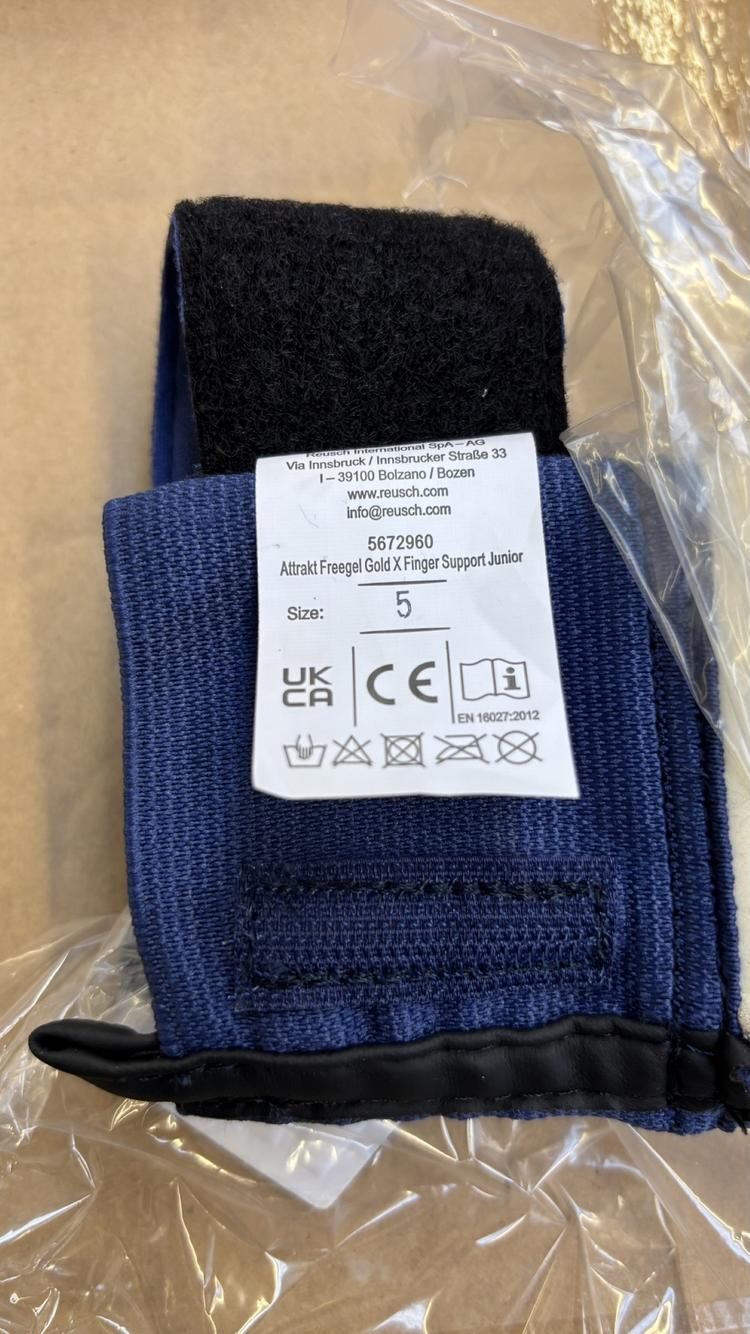 Reusch International SpA – AG
Via Innsbruck / Innsbrucker Straße 33
I – 39100 Bolzano / Bozen
www.reusch.com
info@reusch.com
5672960
Attrakt Freegel Gold X Finger Support Junior
Size: 5
UK CA CE
EN 16027:2012